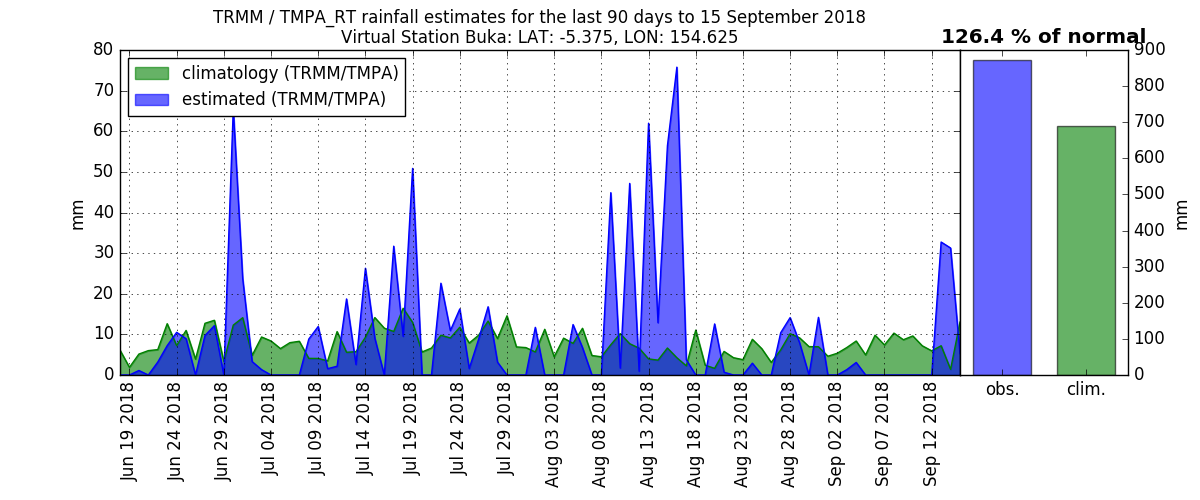 TRMM / TMPA_RT rainfall estimates for the last 90 days to 15 September 2018
Virtual Station Buka: LAT: -5.375, LON: 154.625
126.4 % of normal
climatology (TRMM/TMPA)
estimated (TRMM/TMPA)
80
70
60
50
40
30
20
10
0
mm
Jun 19 2018
Jun 24 2018
Jun 29 2018
Jul 04 2018
Jul 09 2018
Jul 14 2018
Jul 19 2018
Jul 24 2018
Jul 29 2018
Aug 03 2018
Aug 08 2018
Aug 13 2018
Aug 18 2018
Aug 23 2018
Aug 28 2018
Sep 02 2018
Sep 07 2018
Sep 12 2018
obs.
clim.
900
800
700
600
500
400
300
200
100
0
mm